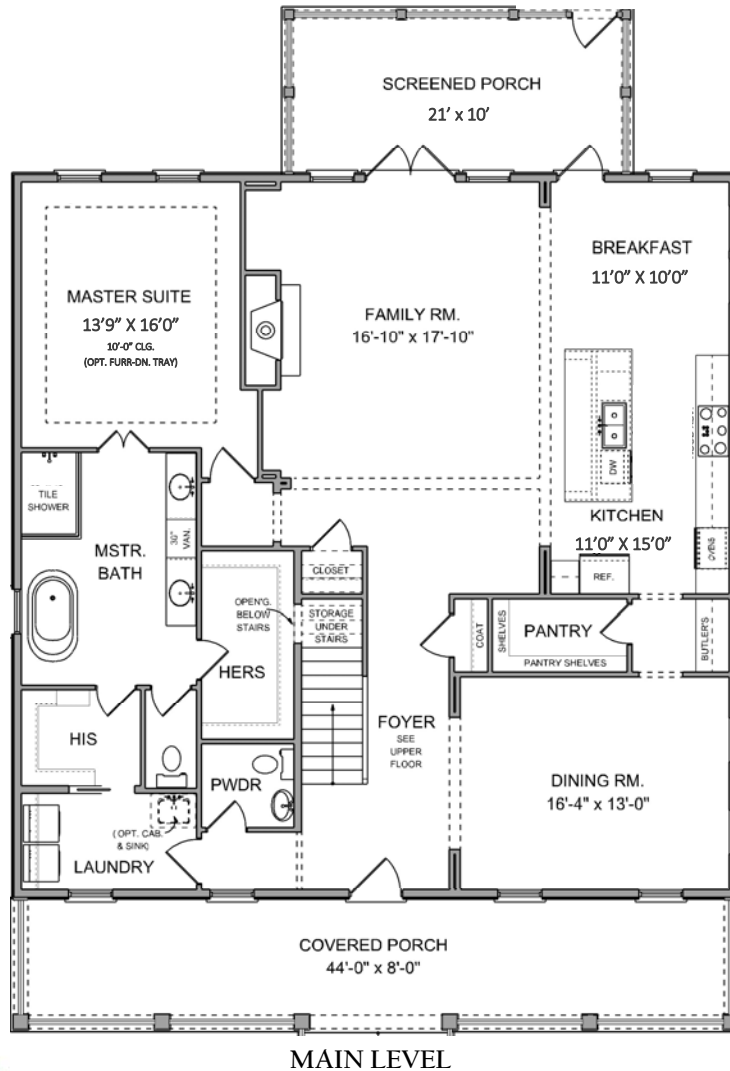 SCREENED PORCH
21' x 10'
BREAKFAST
11'0" X 10'0"
MASTER SUITE
13'9" X 16'0"
10'-0" CLG.
(OPT. FURR-DN. TRAY)
FAMILY RM.
16'-10" x 17'-10"
TILE
SHOWER
30"
VAN.
DW
MSTR.
BATH
KITCHEN
11'0" X 15'0"
OVENS
REF.
CLOSET
OPEN'G.
BELOW
STAIRS
STORAGE
UNDER
STAIRS
HERS
COAT
SHELVES
PANTRY
PANTRY SHELVES
BUTLER'S
HIS
FOYER
SEE
UPPER
FLOOR
PWDR
DINING RM.
16'-4" x 13'-0"
(OPT. CAB.
& SINK)
LAUNDRY
COVERED PORCH
44'-0" x 8'-0"
MAIN LEVEL